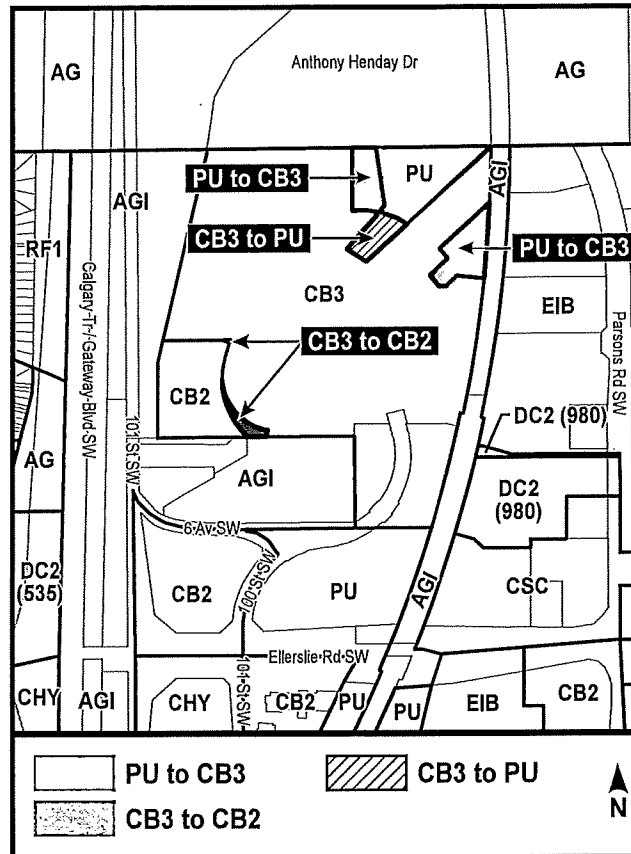 AG
Anthony Henday Dr
AG
PU to CB3
PU
AGI
AGI
RF1
CB3 to PU
PU to CB3
Calgary Tr / Gateway Blvd SW
101 St SW
CB3
EIB
Parsons Rd SW
CB3 to CB2
CB2
DC2 (980)
AG
AGI
DC2
(980)
6 Av SW
DC2
(535)
CB2
100 St SW
PU
AGI
CSC
Ellerslie Rd SW
CHY
AGI
CHY
101 St SW
CB2
PU
PU
EIB
CB2
PU to CB3
CB3 to PU
CB3 to CB2
N